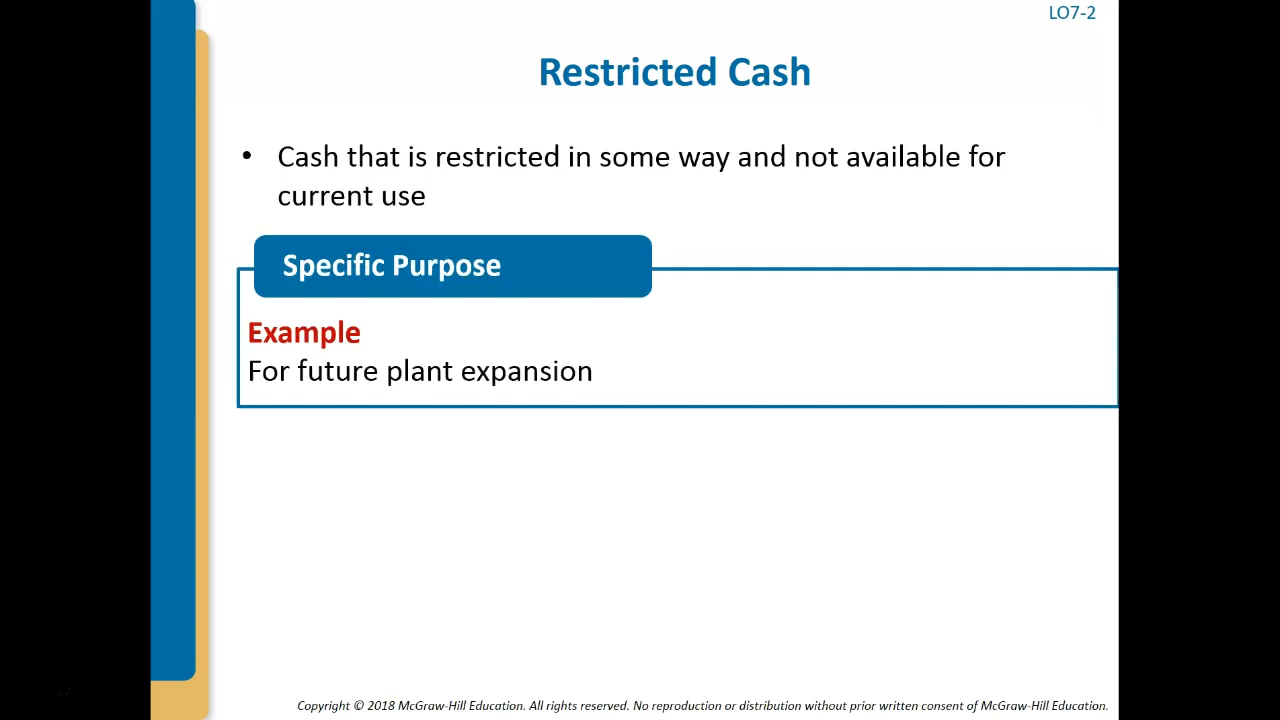 LO7-2
Restricted Cash
• Cash that is restricted in some way and not available for
current use
Specific Purpose
Example
For future plant expansion
Copyright © 2018 McGraw-Hill Education. All rights reserved. No reproduction or distribution without prior written consent of McGraw-Hill Education.